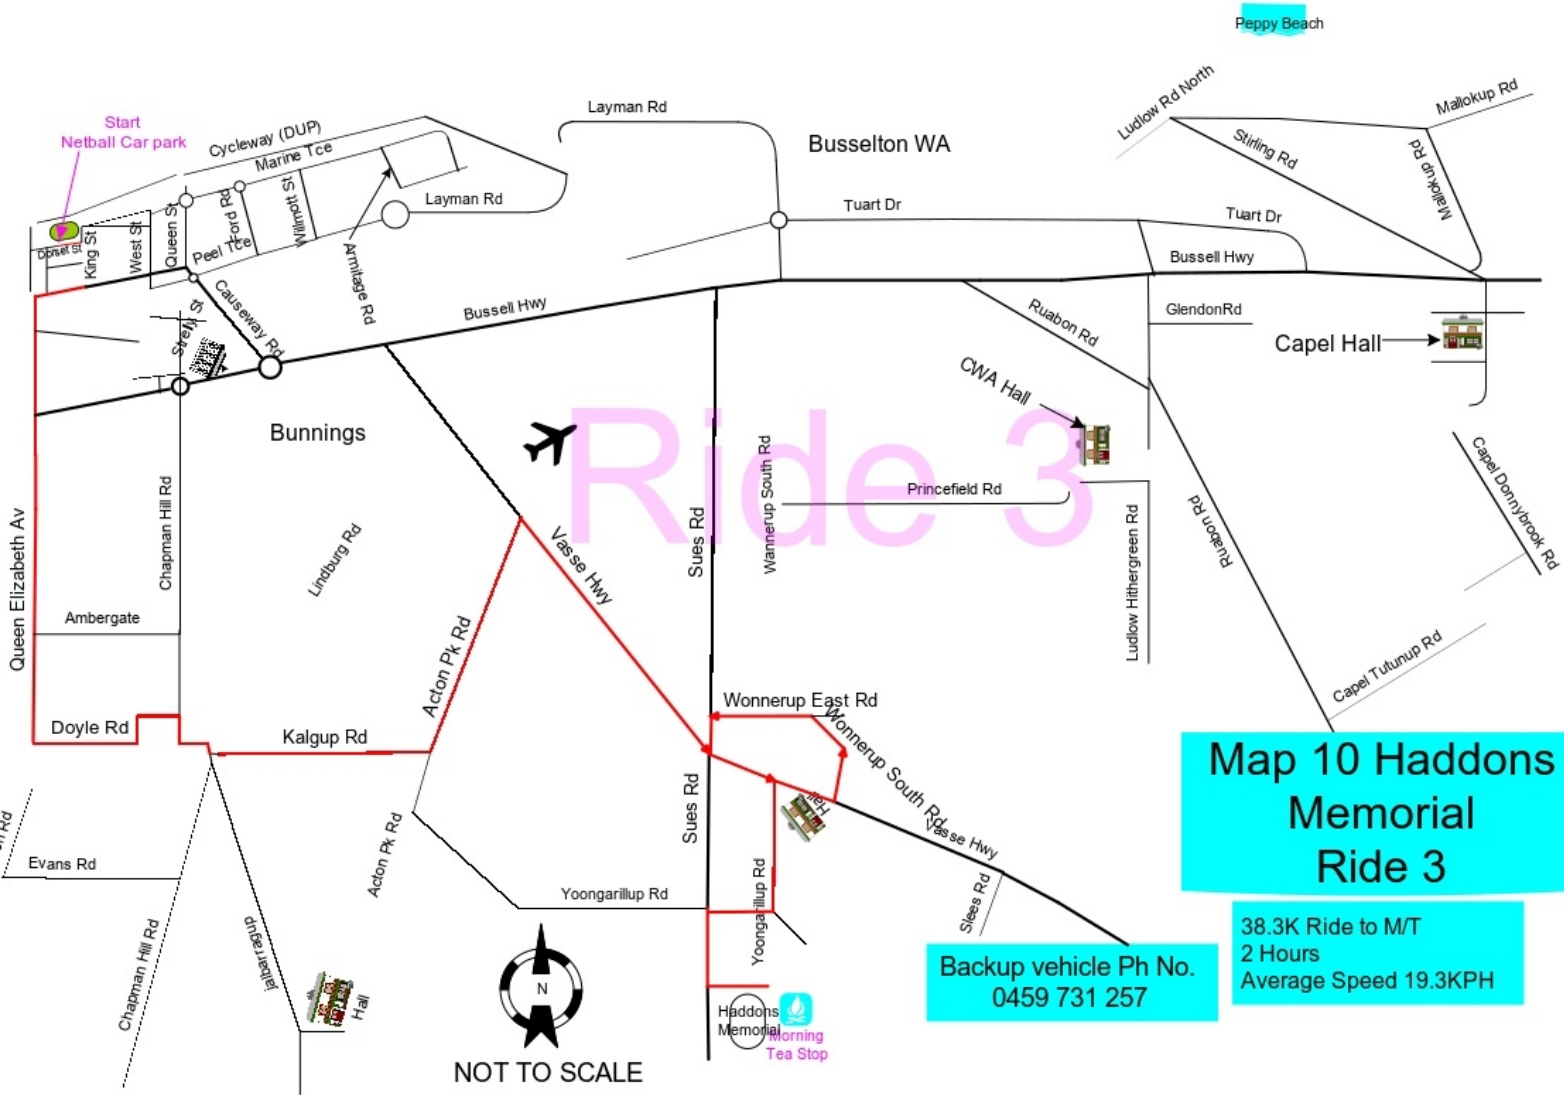 Peppy Beach
Start
Netball Car park
Cycleway (DUP)
Marine Tce
Layman Rd
Busselton WA
Ludlow Rd North
Mallokup Rd
Stirling Rd
Mallokup Rd
Layman Rd
Tuart Dr
Tuart Dr
Bussell Hwy
Dorset St
King St
West St
Queen St
Ford Rd
Wilmott St
Peel Tce
Armitage Rd
Causeway Rd
Bussell Hwy
Ruabon Rd
GlendonRd
Capel Hall
CWA Hall
Bunnings
Ride 3
Queen Elizabeth Av
Chapman Hill Rd
Lindburg Rd
Vasse Hwy
Sues Rd
Wannerup South Rd
Princefield Rd
Ludlow Hithergreen Rd
Ruabon Rd
Capel Donnybrook Rd
Ambergate
Acton Pk Rd
Capel Tutunup Rd
Doyle Rd
Kalgup Rd
Wonnerup East Rd
Wonnerup South Rd
Map 10 Haddons
Memorial
Ride 3
Sues Rd
Hall
Vasse Hwy
Evans Rd
Acton Pk Rd
Yoongarillup Rd
Yoongarillup Rd
Slees Rd
Chapman Hill Rd
jalbarragup
Hall
N
NOT TO SCALE
Haddons
Memorial
Morning
Tea Stop
Backup vehicle Ph No.
0459 731 257
38.3K Ride to M/T
2 Hours
Average Speed 19.3KPH